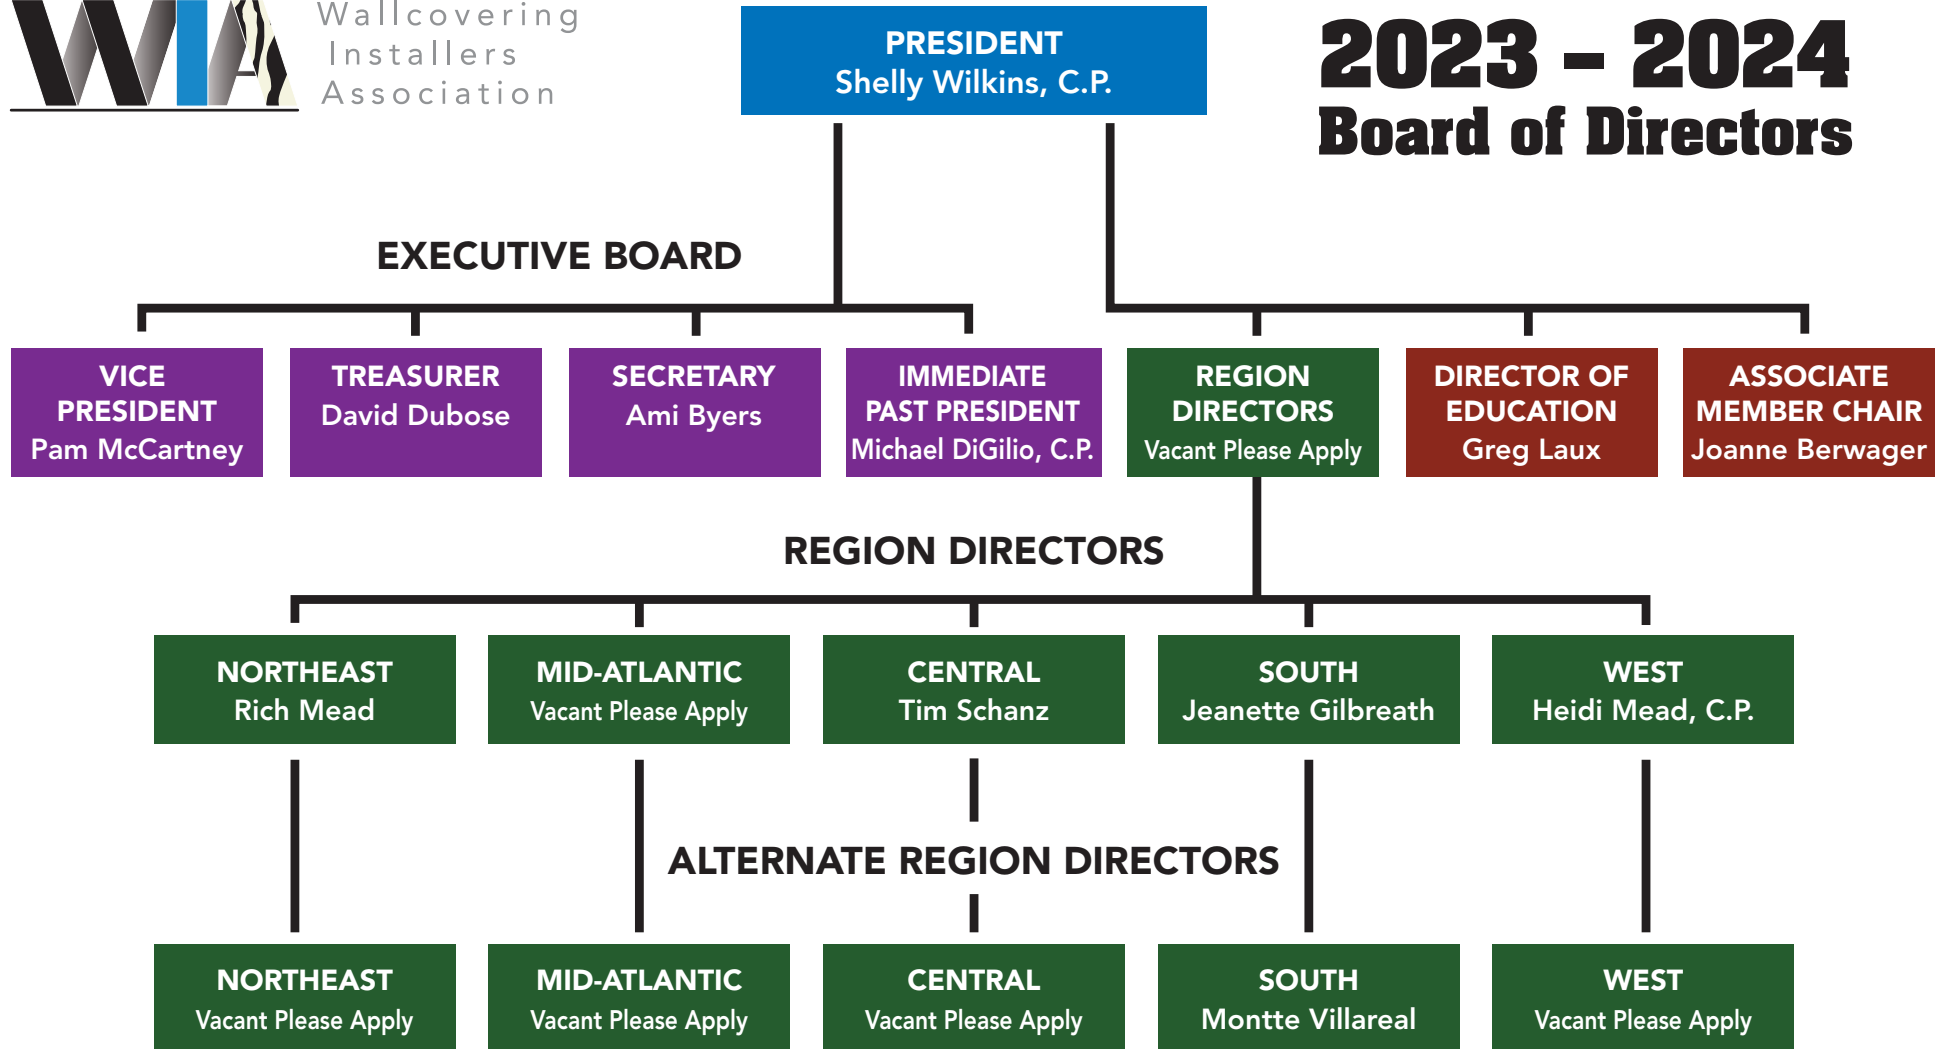 WIA
Wallcovering
Installers
Association
PRESIDENT
Shelly Wilkins, C.P.
2023 – 2024
Board of Directors
EXECUTIVE BOARD
VICE
PRESIDENT
Pam McCartney
TREASURER
David Dubose
SECRETARY
Ami Byers
IMMEDIATE
PAST PRESIDENT
Michael DiGilio, C.P.
REGION
DIRECTORS
Vacant Please Apply
DIRECTOR OF
EDUCATION
Greg Laux
ASSOCIATE
MEMBER CHAIR
Joanne Berwager
REGION DIRECTORS
NORTHEAST
Rich Mead
MID-ATLANTIC
Vacant Please Apply
CENTRAL
Tim Schanz
SOUTH
Jeanette Gilbreath
WEST
Heidi Mead, C.P.
ALTERNATE REGION DIRECTORS
NORTHEAST
Vacant Please Apply
MID-ATLANTIC
Vacant Please Apply
CENTRAL
Vacant Please Apply
SOUTH
Montte Villareal
WEST
Vacant Please Apply